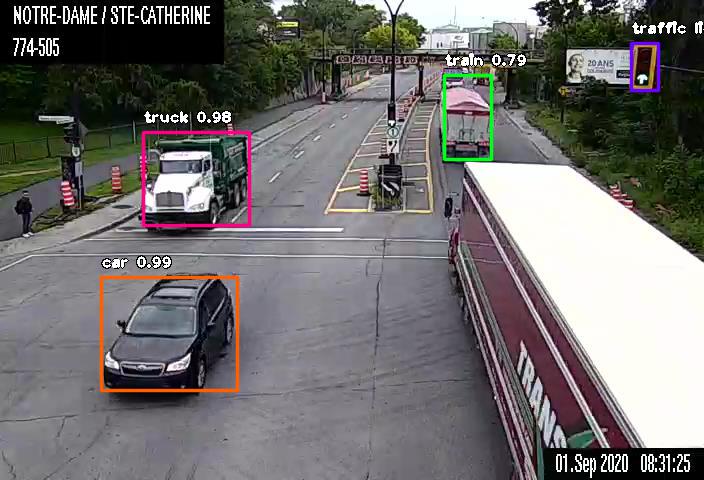 NOTRE-DAME / STE-CATHERINE
774-505
traffic
train 0.79
20 ANS
truck 0.98
car 0.99
TRANS
01.Sep 2020 08:31:25